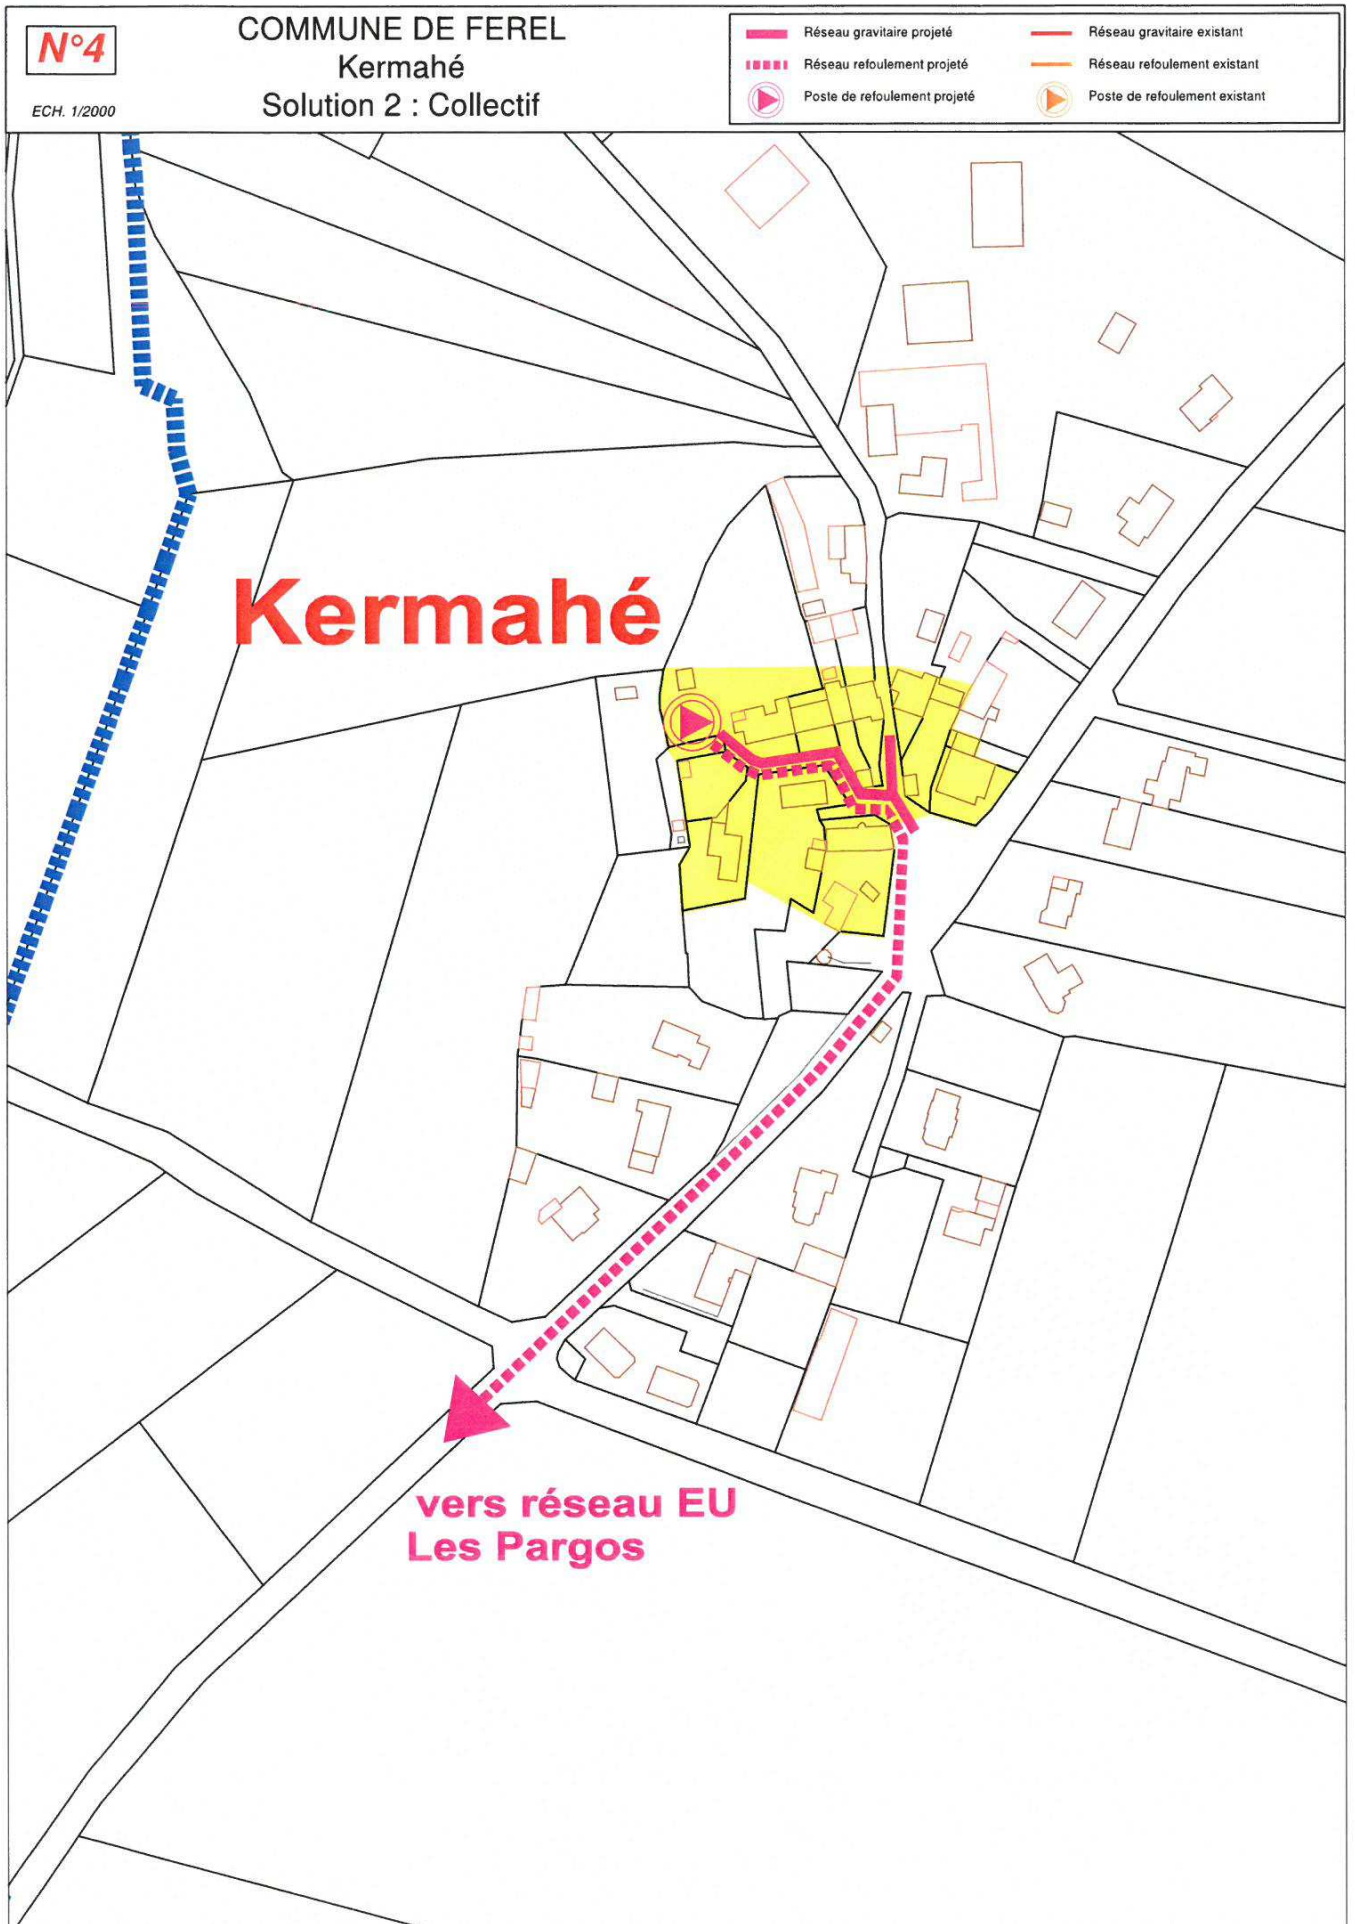 N°4
ECH. 1/2000
COMMUNE DE FEREL
Kermahé
Solution 2 : Collectif
Réseau gravitaire projeté
Réseau refoulement projeté
Poste de refoulement projeté
Réseau gravitaire existant
Réseau refoulement existant
Poste de refoulement existant
Kermahé
vers réseau EU
Les Pargos